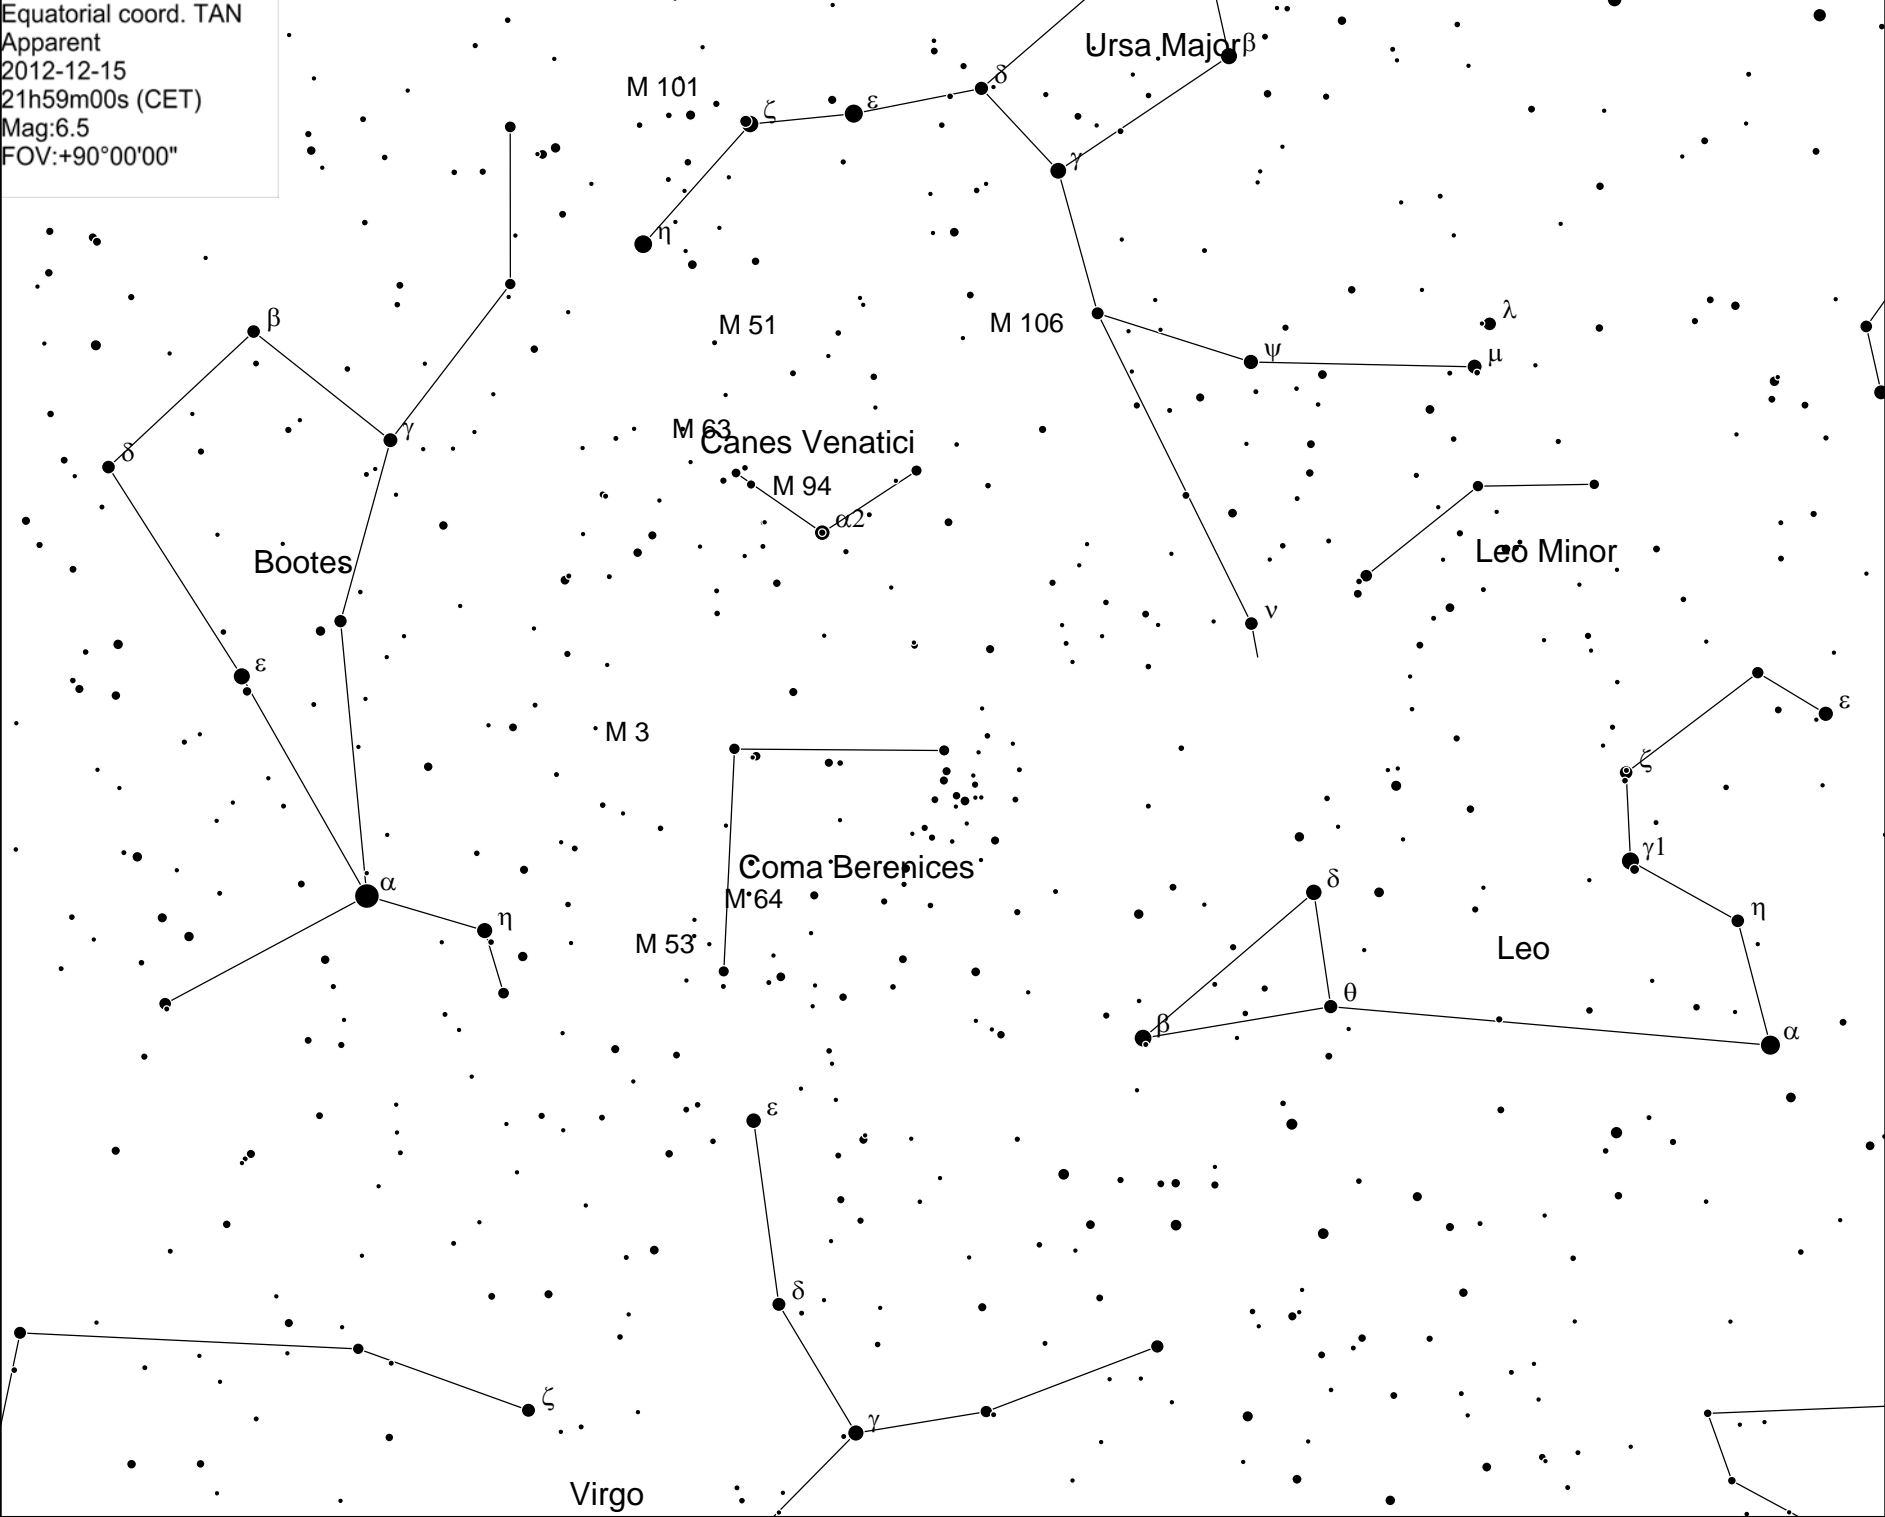 Equatorial coord. TAN
Apparent
2012-12-15
21h59m00s (CET)
Mag:6.5
FOV:+90°00'00"
Ursa Major β
δ
M 101
ε
ζ
γ
η
λ
β
M 51
M 106
ψ
μ
γ
M 63
Canes Venatici
δ
M 94
α2
Leo Minor
Bootes
ν
ε
ε
M 3
ζ
γ1
Coma Berenices
δ
α
M 64
η
η
M 53
Leo
θ
β
α
ε
δ
ζ
γ
Virgo